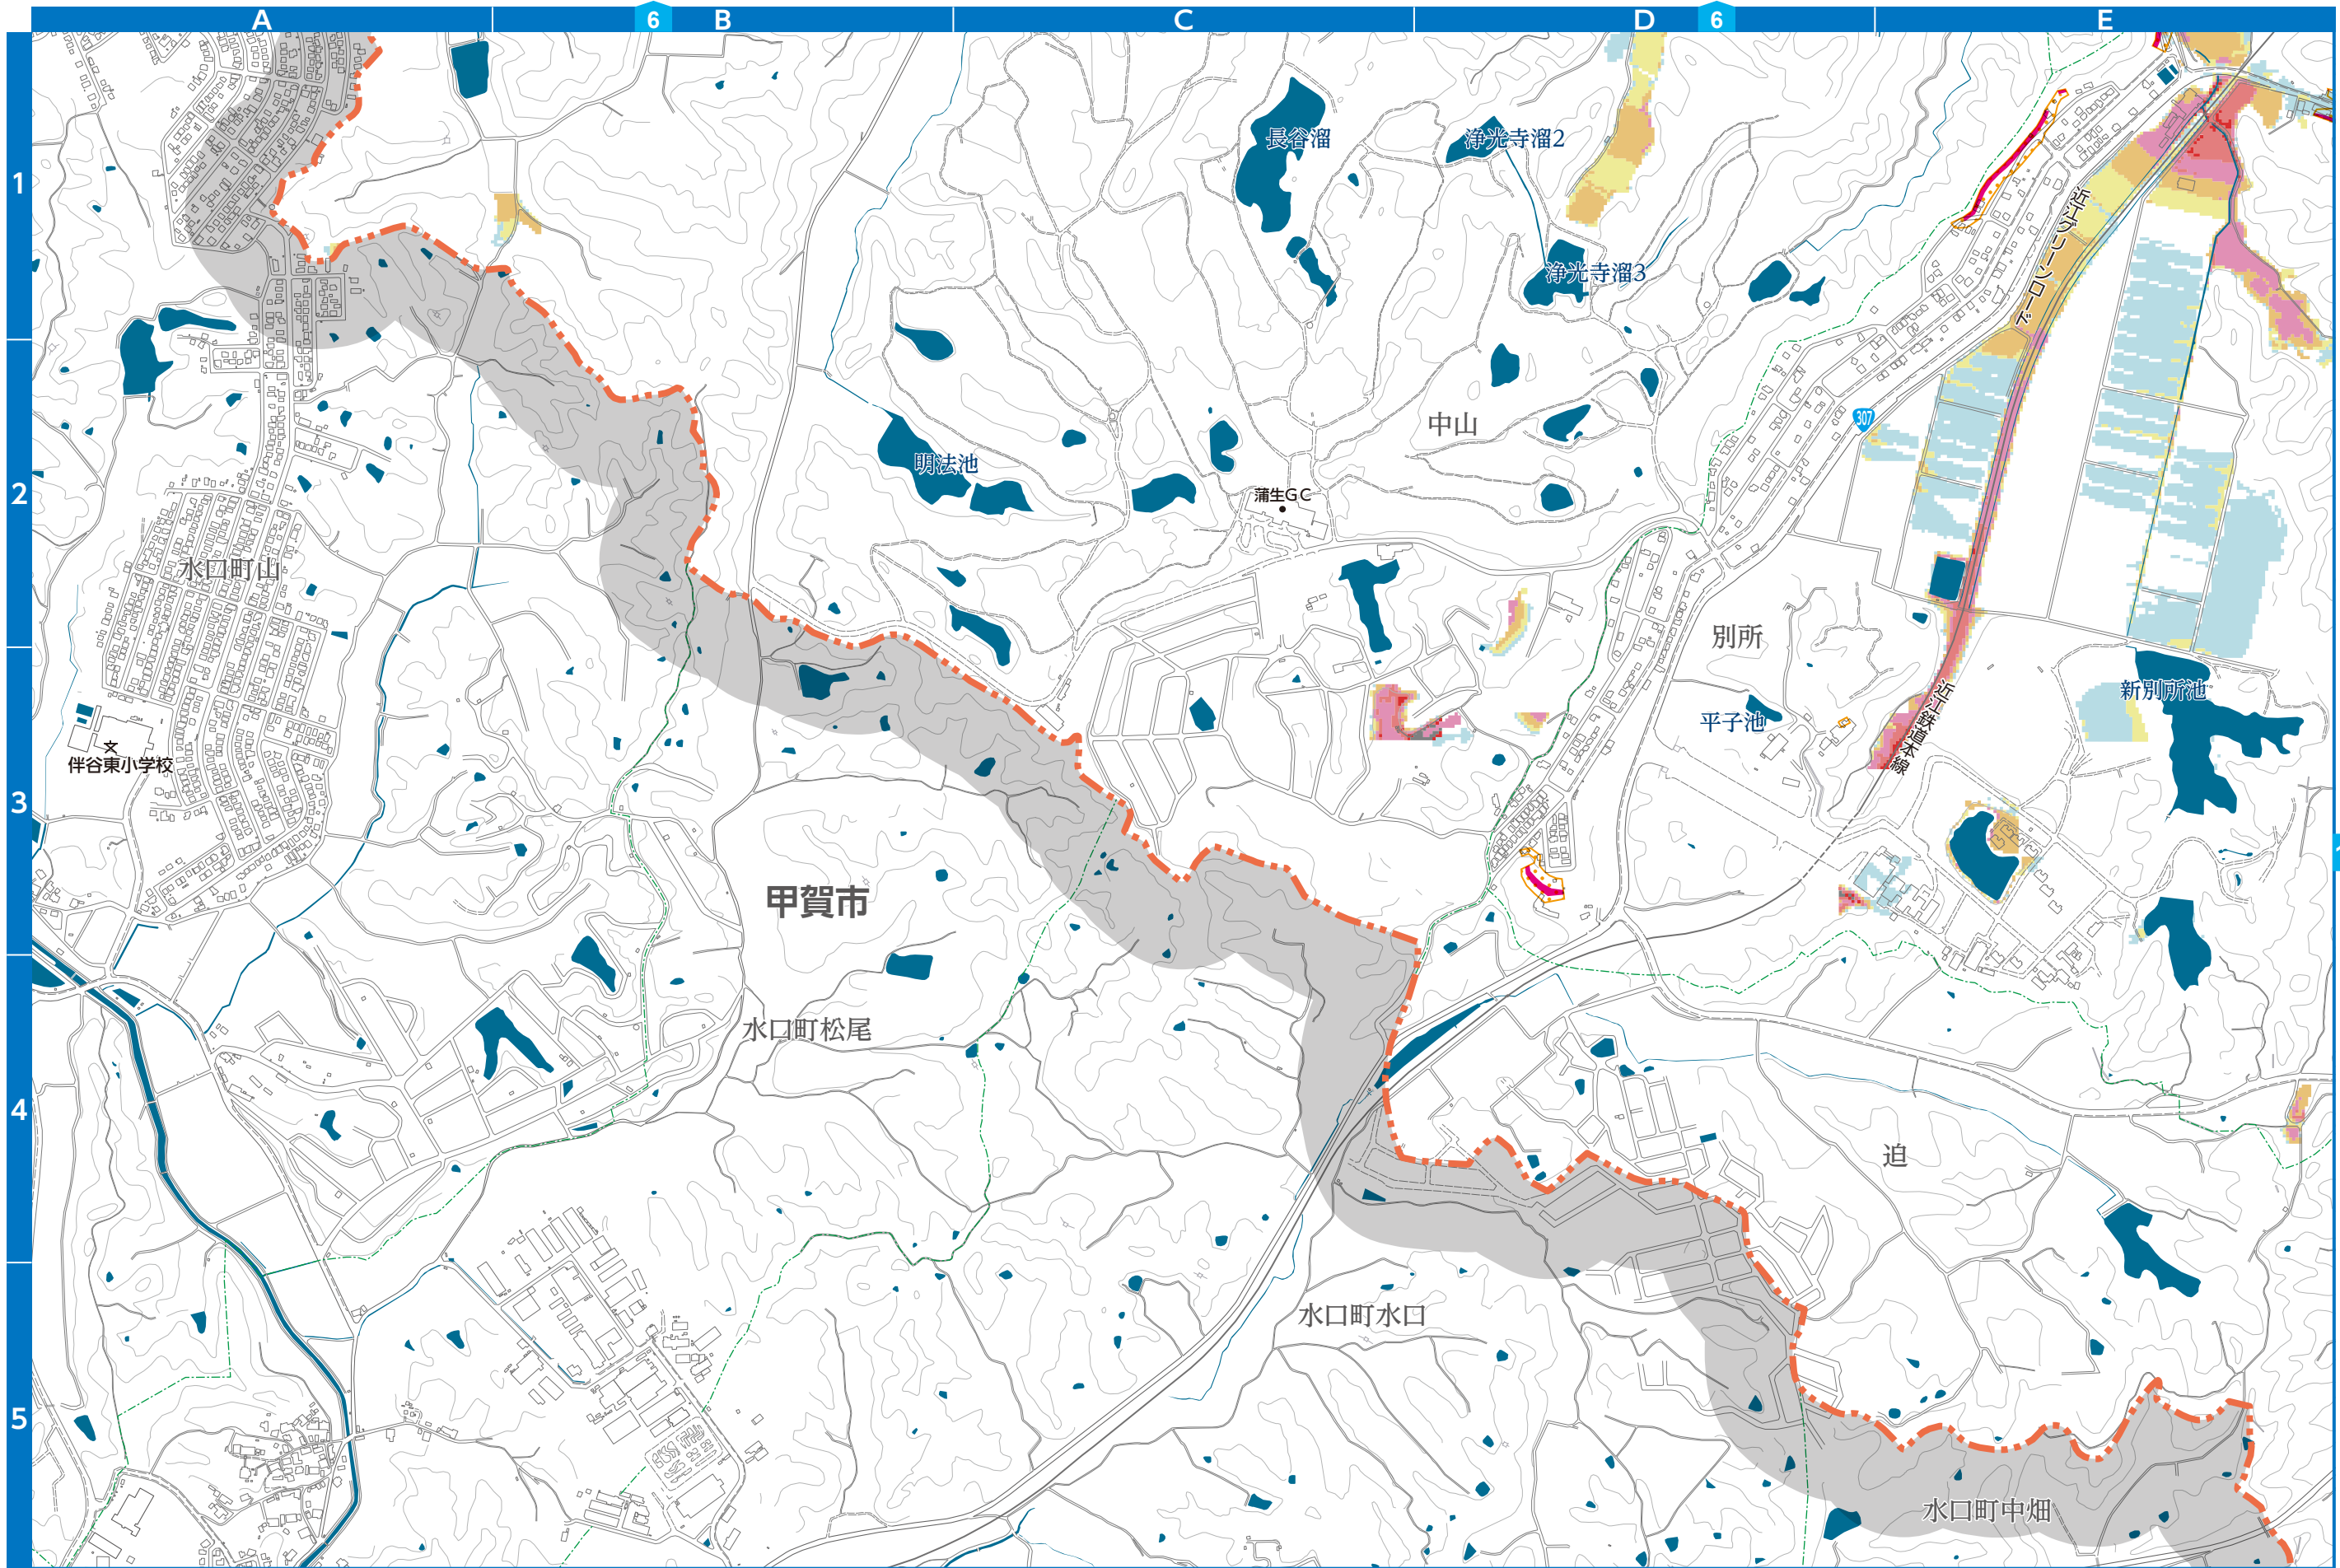 A
6
B
C
D
6
E
1
2
3
4
5
長谷溜
浄光寺溜2
浄光寺溜3
近江グリーンロード
307
中山
明法池
蒲生GC
水口町山
別所
平子池
新別所池
近江鉄道本線
文
伴谷東小学校
甲賀市
水口町松尾
迫
水口町水口
水口町中畑